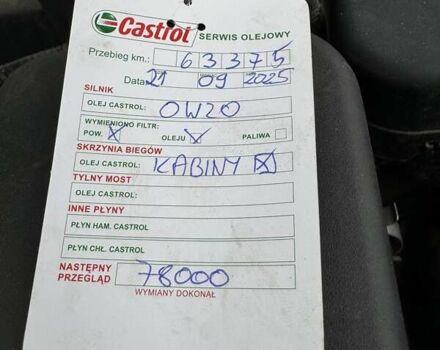 Castrol SERWIS OLEJOWY
Przebieg km.: 63375
Data: 21 09 2025
SILNIK
OLEJ CASTROL: 0W20
WYMIENIONO FILTR:
POW. OLEJU PALIWA
SKRZYNIA BIEGÓW
OLEJ CASTROL: KABINY
TYLNY MOST
OLEJ CASTROL:
INNE PŁYNY
PŁYN HAM. CASTROL
PŁYN CHŁ. CASTROL
NASTĘPNY PRZEGLĄD 78000
WYMIANY DOKONAŁ